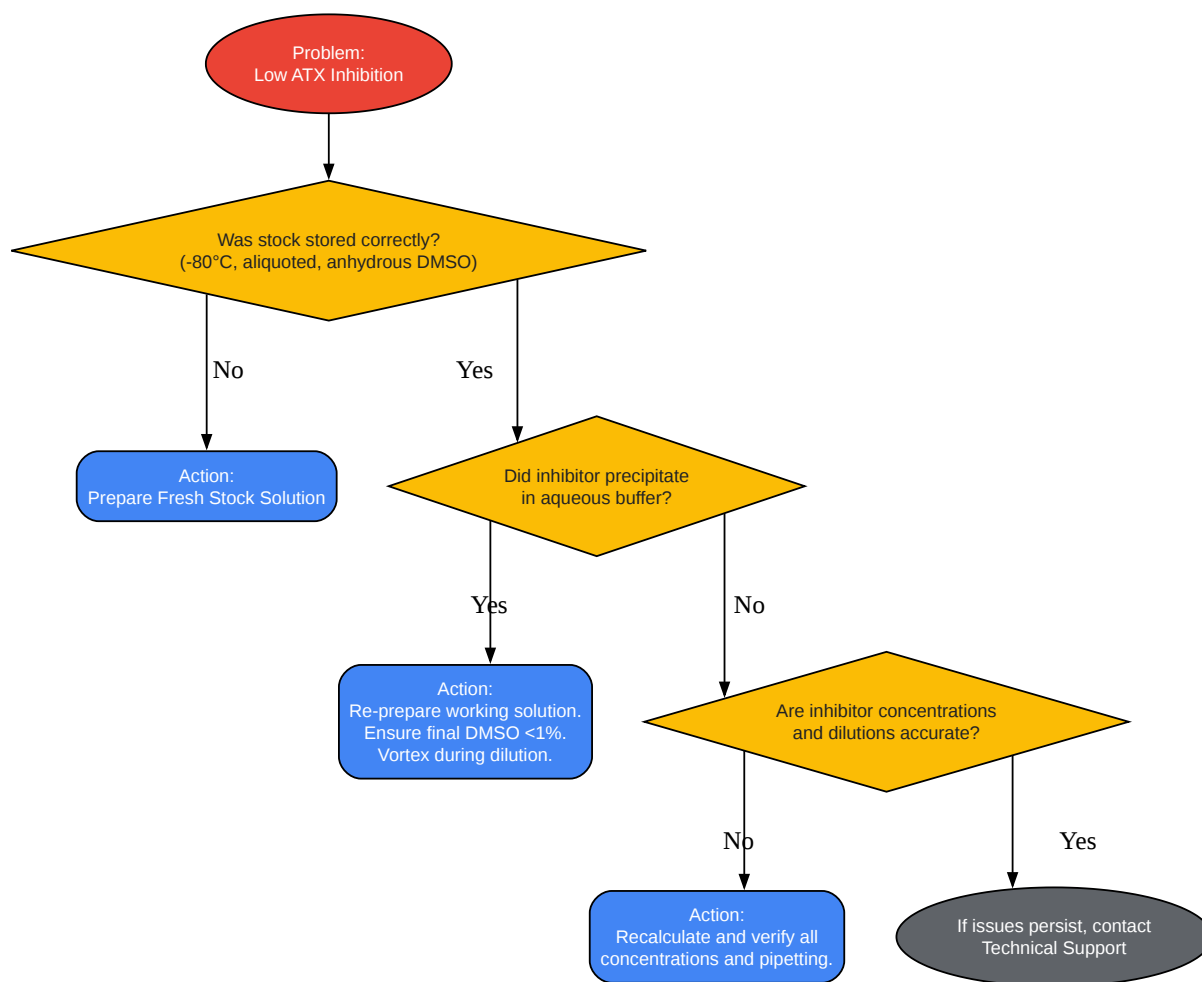 Problem:
Low ATX Inhibition
Was stock stored correctly?
(-80°C, aliquoted, anhydrous DMSO)
No
Yes
Action:
Prepare Fresh Stock Solution
Did inhibitor precipitate
in aqueous buffer?
Yes
No
Action:
Re-prepare working solution.
Ensure final DMSO <1%.
Vortex during dilution.
Are inhibitor concentrations
and dilutions accurate?
No
Yes
Action:
Recalculate and verify all
concentrations and pipetting.
If issues persist, contact
Technical Support